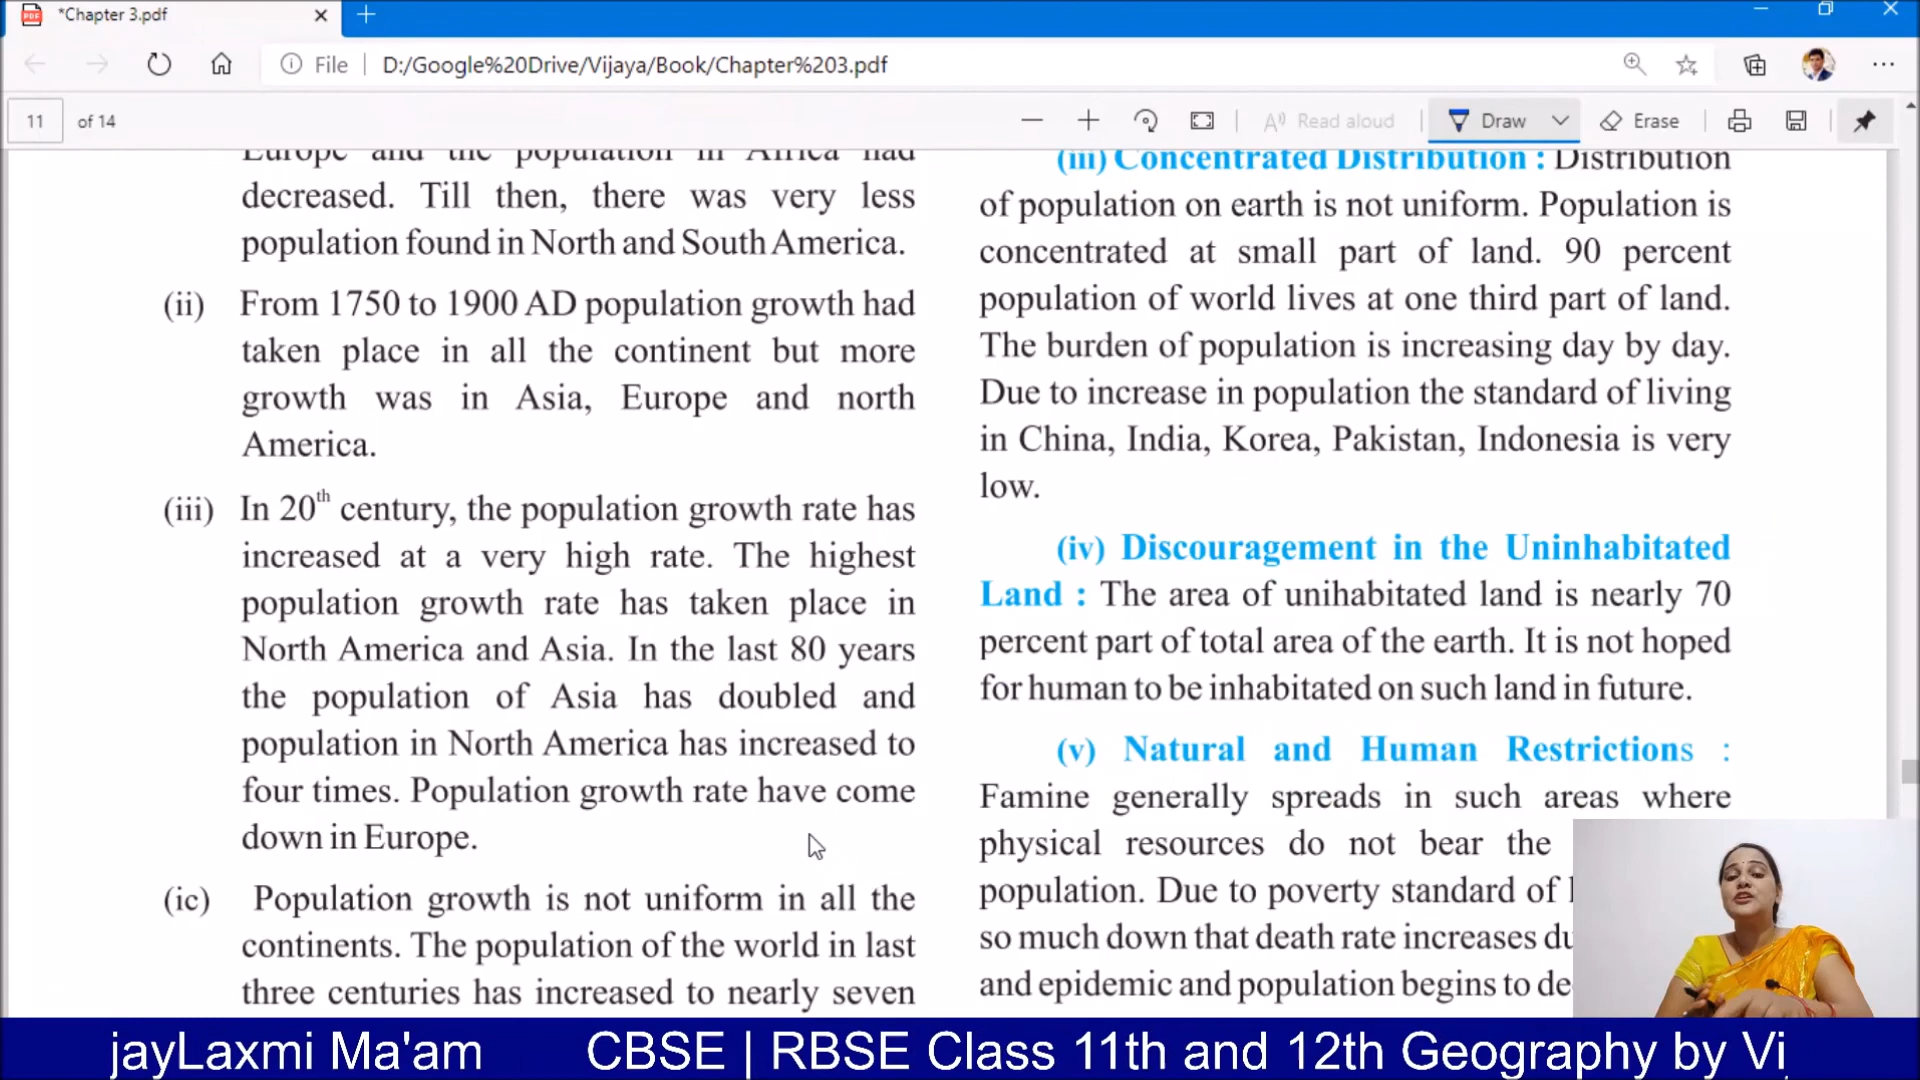 *Chapter 3.pdf
File
D:/Google%20Drive/Vijaya/Book/Chapter%203.pdf
11 of 14
Read aloud
Draw
Erase
Europe and the population in Africa had
decreased. Till then, there was very less
population found in North and South America.
(ii) From 1750 to 1900 AD population growth had
taken place in all the continent but more
growth was in Asia, Europe and north
America.
(iii) In 20th century, the population growth rate has
increased at a very high rate. The highest
population growth rate has taken place in
North America and Asia. In the last 80 years
the population of Asia has doubled and
population in North America has increased to
four times. Population growth rate have come
down in Europe.
(ic) Population growth is not uniform in all the
continents. The population of the world in last
three centuries has increased to nearly seven
(iii) Concentrated Distribution : Distribution
of population on earth is not uniform. Population is
concentrated at small part of land. 90 percent
population of world lives at one third part of land.
The burden of population is increasing day by day.
Due to increase in population the standard of living
in China, India, Korea, Pakistan, Indonesia is very
low.
(iv) Discouragement in the Uninhabitated
Land : The area of unihabitated land is nearly 70
percent part of total area of the earth. It is not hoped
for human to be inhabitated on such land in future.
(v) Natural and Human Restrictions :
Famine generally spreads in such areas where
physical resources do not bear the
population. Due to poverty standard of
so much down that death rate increases du
and epidemic and population begins to de
jayLaxmi Ma'am CBSE | RBSE Class 11th and 12th Geography by Vi